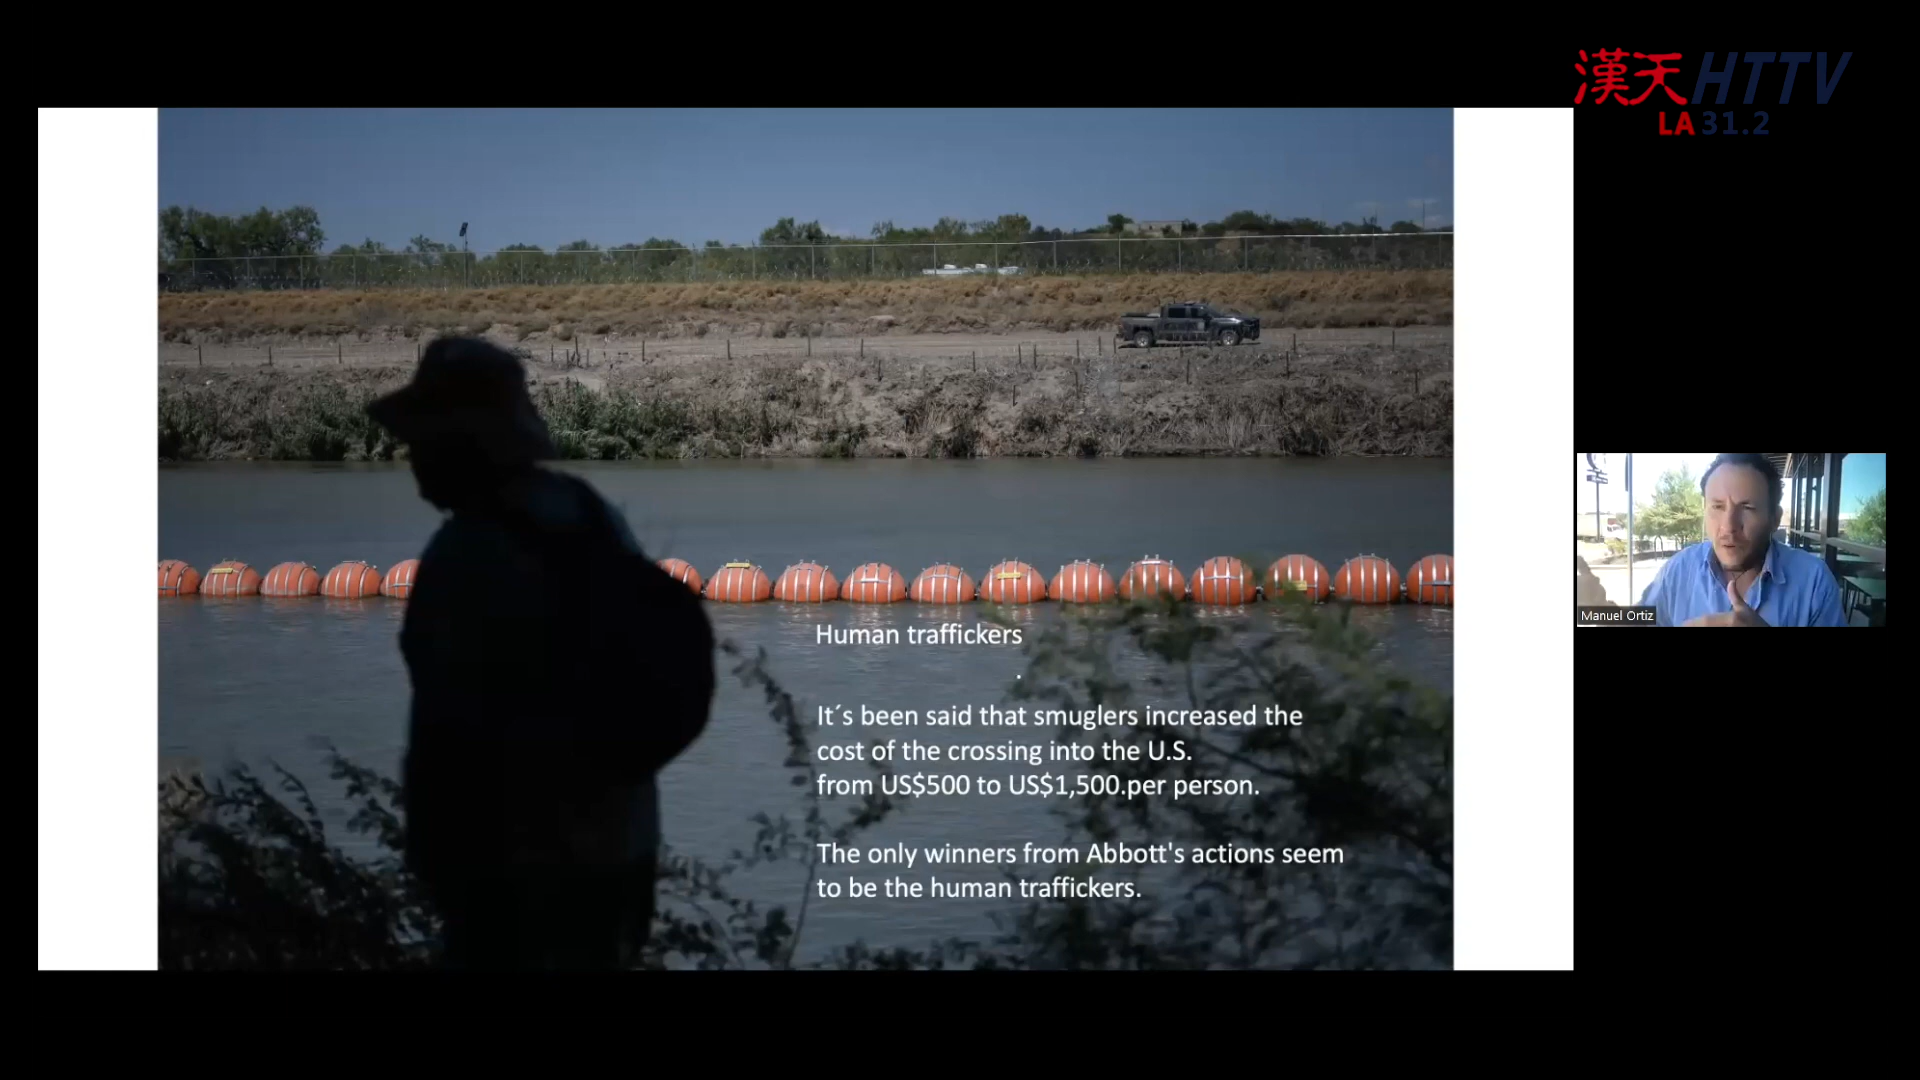 漢天HTTV
LA 31.2
Human traffickers
.
It´s been said that smuglers increased the
cost of the crossing into the U.S.
from US$500 to US$1,500.per person.
The only winners from Abbott's actions seem
to be the human traffickers.
Manuel Ortiz